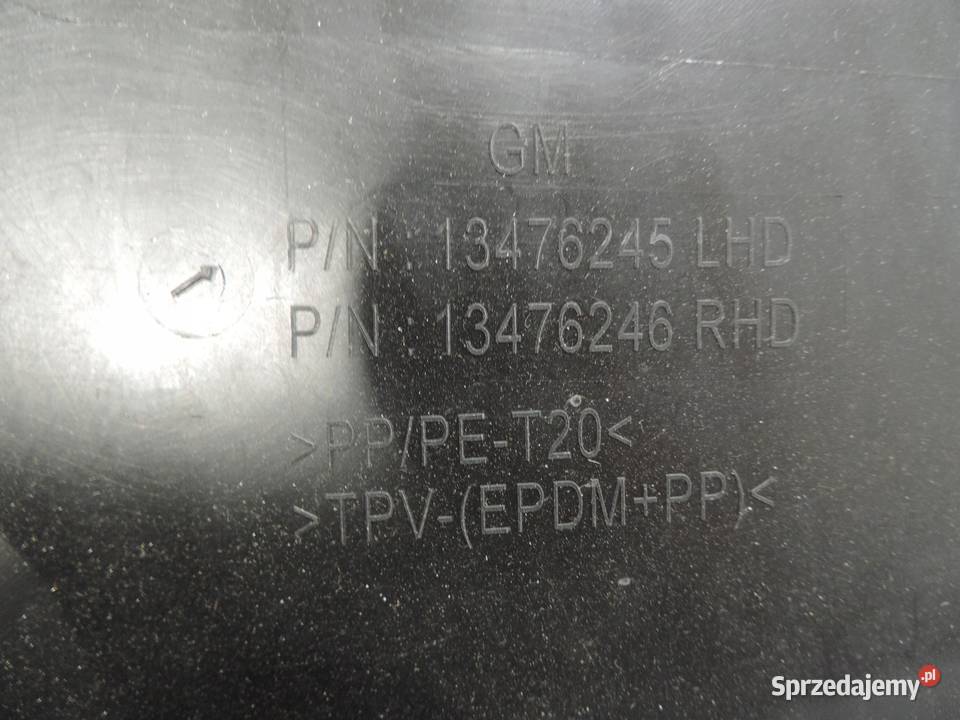 GM
P/N : 13476245 LHD
P/N : 13476246 RHD
>PP/PE-T20<
>TPV-(EPDM+PP)<
Sprzedajemy.pl